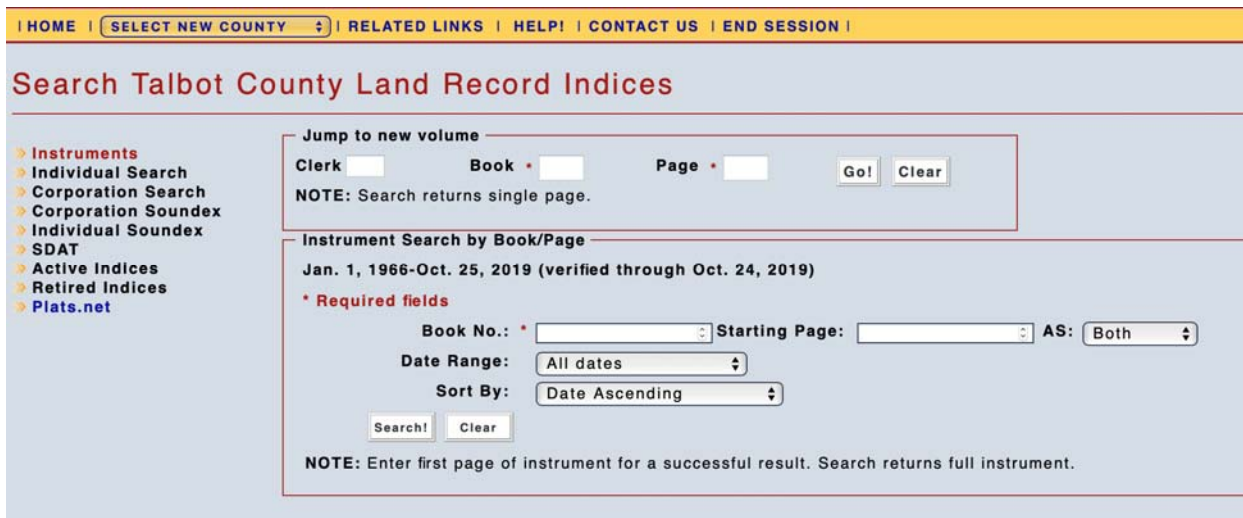 | HOME | SELECT NEW COUNTY | RELATED LINKS | HELP! | CONTACT US | END SESSION |
Search Talbot County Land Record Indices
Instruments
Individual Search
Corporation Search
Corporation Soundex
Individual Soundex
SDAT
Active Indices
Retired Indices
Plats.net
Jump to new volume
Clerk Book * Page * Go! Clear
NOTE: Search returns single page.
Instrument Search by Book/Page
Jan. 1, 1966-Oct. 25, 2019 (verified through Oct. 24, 2019)
* Required fields
Book No.: * Starting Page: AS: Both
Date Range: All dates
Sort By: Date Ascending
Search! Clear
NOTE: Enter first page of instrument for a successful result. Search returns full instrument.